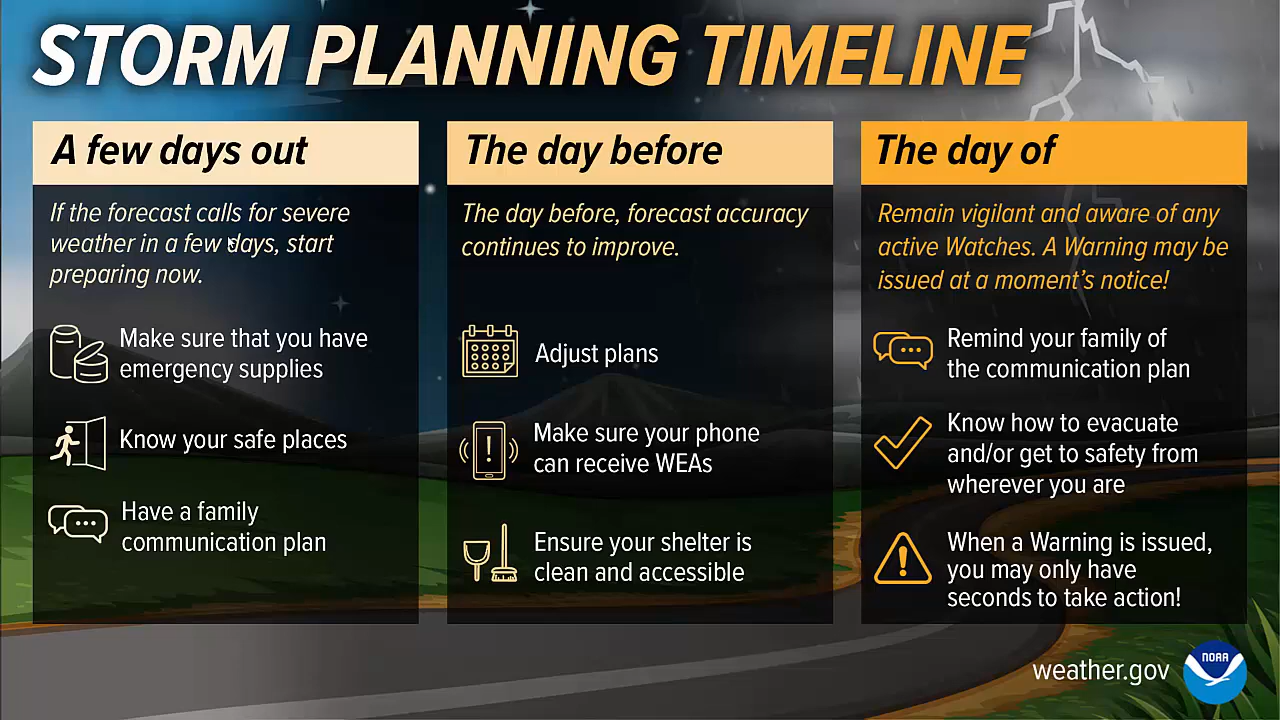 STORM PLANNING TIMELINE
A few days out
If the forecast calls for severe
weather in a few days, start
preparing now.
Make sure that you have
emergency supplies
Know your safe places
Have a family
communication plan
The day before
The day before, forecast accuracy
continues to improve.
Adjust plans
Make sure your phone
can receive WEAs
Ensure your shelter is
clean and accessible
The day of
Remain vigilant and aware of any
active Watches. A Warning may be
issued at a moment's notice!
Remind your family of
the communication plan
Know how to evacuate
and/or get to safety from
wherever you are
When a Warning is issued,
you may only have
seconds to take action!
weather.gov
NOAA